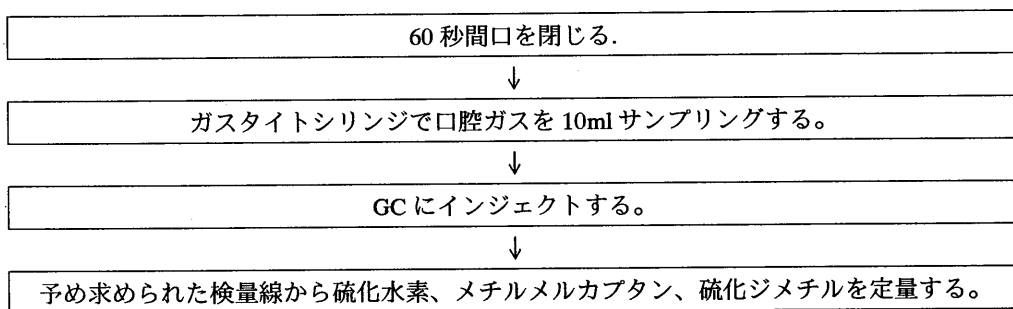 60 秒間口を閉じる.
↓
ガスタイトシリンジで口腔ガスを 10ml サンプリングする。
↓
GC にインジェクトする。
↓
予め求められた検量線から硫化水素、メチルメルカプタン、硫化ジメチルを定量する。